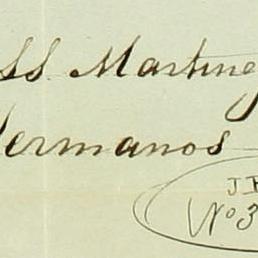 SS Martine
Hermanos
J.
No 3